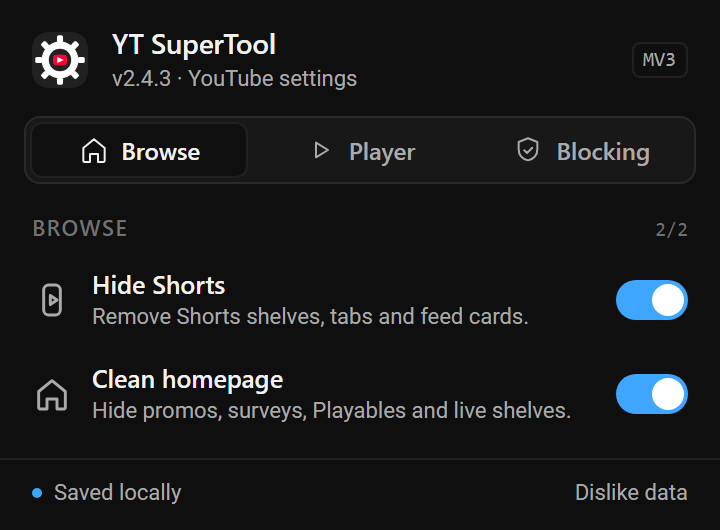 YT SuperTool
v2.4.3 · YouTube settings
MV3
Browse
Player
Blocking
BROWSE
2/2
Hide Shorts
Remove Shorts shelves, tabs and feed cards.
Clean homepage
Hide promos, surveys, Playables and live shelves.
Saved locally
Dislike data